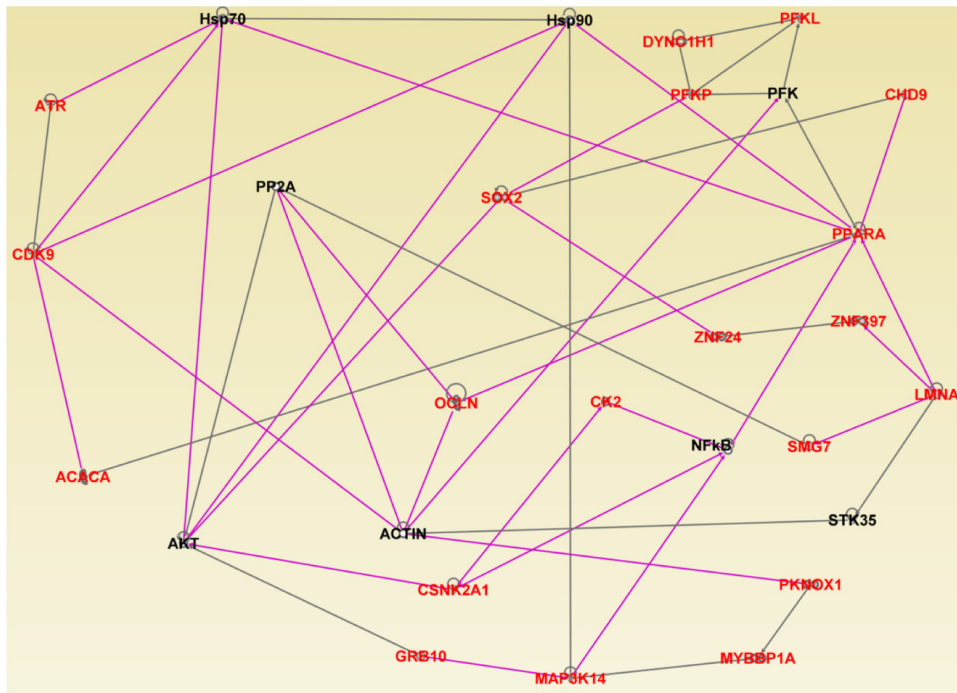 Hsp70
Hsp90
PFKL
DYNC1H1
ATR
PFKP
PFK
CHD9
PP2A
SOX2
PPARA
CDK9
ZNF397
ZNF24
LMNA
OCLN
CK2
NFkB
SMG7
ACACA
STK35
ACTIN
AKT
CSNK2A1
PKNOX1
GRB10
MYBBP1A
MAP3K14